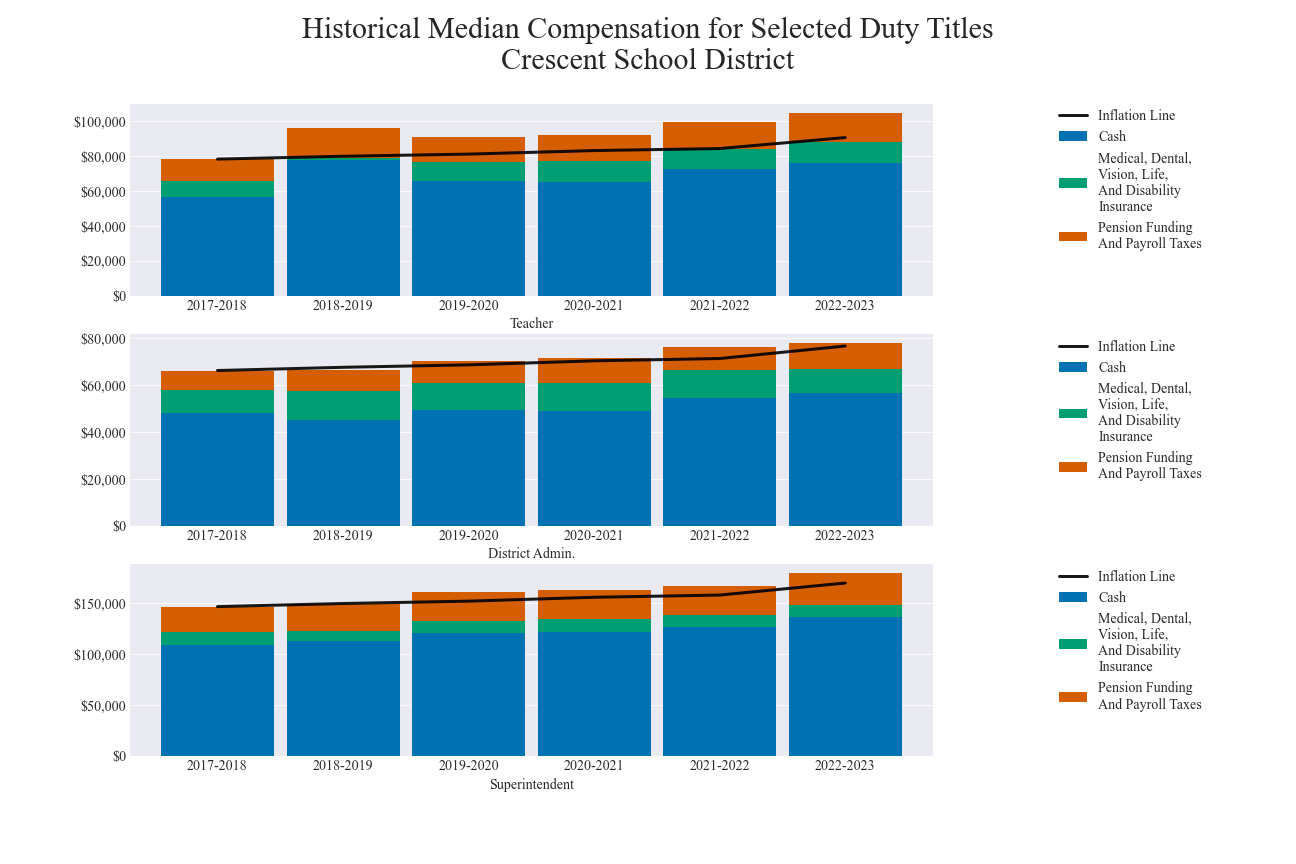 Historical Median Compensation for Selected Duty Titles
Crescent School District
$100,000
$80,000
$60,000
$40,000
$20,000
$0
2017-2018 2018-2019 2019-2020 2020-2021 2021-2022 2022-2023
Teacher
Inflation Line
Cash
Medical, Dental,
Vision, Life,
And Disability
Insurance
Pension Funding
And Payroll Taxes
$80,000
$60,000
$40,000
$20,000
$0
2017-2018 2018-2019 2019-2020 2020-2021 2021-2022 2022-2023
District Admin.
Inflation Line
Cash
Medical, Dental,
Vision, Life,
And Disability
Insurance
Pension Funding
And Payroll Taxes
$150,000
$100,000
$50,000
$0
2017-2018 2018-2019 2019-2020 2020-2021 2021-2022 2022-2023
Superintendent
Inflation Line
Cash
Medical, Dental,
Vision, Life,
And Disability
Insurance
Pension Funding
And Payroll Taxes